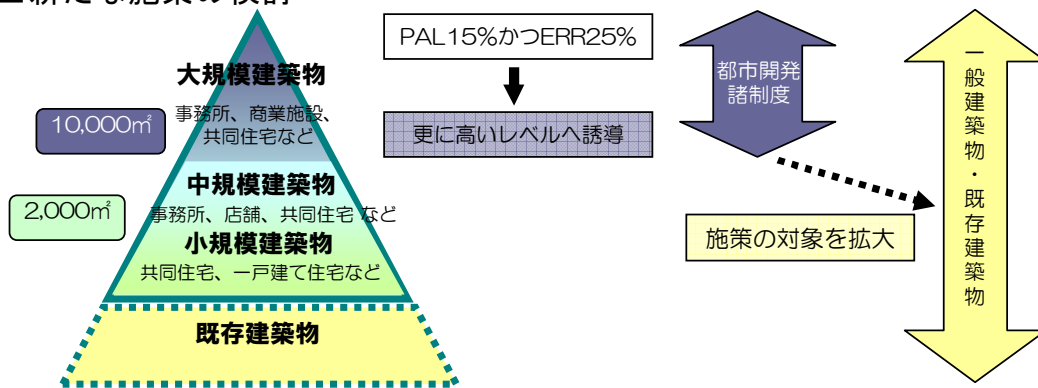 新たな施策の検討
PAL15%かつERR25%
更に高いレベルへ誘導
都市開発
諸制度
一般建築物・既存建築物
施策の対象を拡大
大規模建築物
事務所、商業施設、
共同住宅など
10,000㎡
中規模建築物
事務所、店舗、共同住宅 など
2,000㎡
小規模建築物
共同住宅、一戸建て住宅など
既存建築物